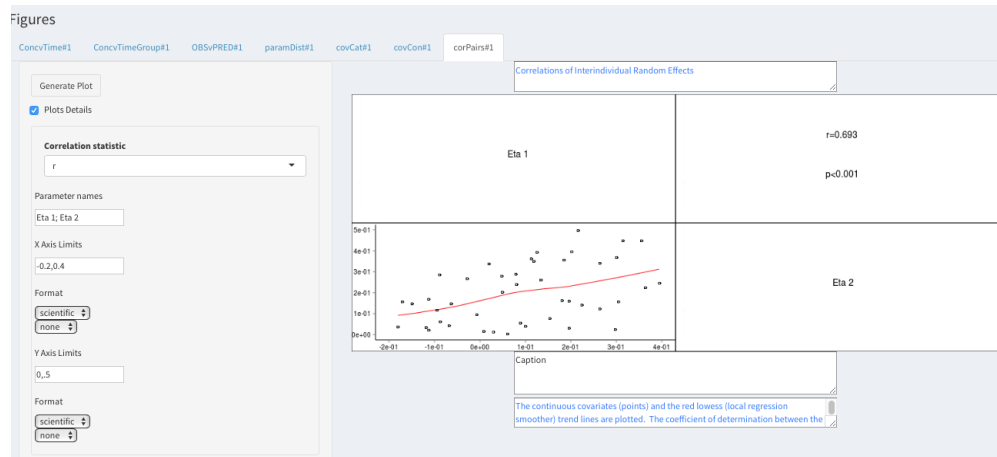 Figures
ConcvTime#1 ConcvTimeGroup#1 OBSvPRED#1 paramDist#1 covCat#1 covCon#1 corPairs#1
Generate Plot
Plots Details
Correlation statistic
r
Parameter names
Eta 1; Eta 2
X Axis Limits
-0.2,0.4
Format
scientific
none
Y Axis Limits
0,.5
Format
scientific
none
Correlations of Interindividual Random Effects
Eta 1
r=0.693
p<0.001
5e-01
4e-01
3e-01
2e-01
1e-01
0e+00
-2e-01 -1e-01 0e+00 1e-01 2e-01 3e-01 4e-01
Eta 2
Caption
The continuous covariates (points) and the red lowess (local regression
smoother) trend lines are plotted. The coefficient of determination between the